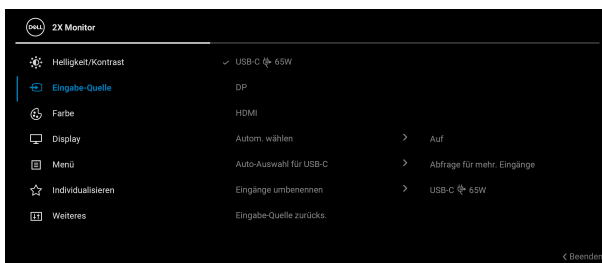 DELL 2X Monitor
Helligkeit/Kontrast ✓ USB-C 65W
Eingabe-Quelle DP
Farbe HDMI
Display Autom. wählen > Auf
Menü Auto-Auswahl für USB-C > Abfrage für mehr. Eingänge
Individualisieren Eingänge umbenennen > USB-C 65W
Weiteres Eingabe-Quelle zurücks.
< Beenden